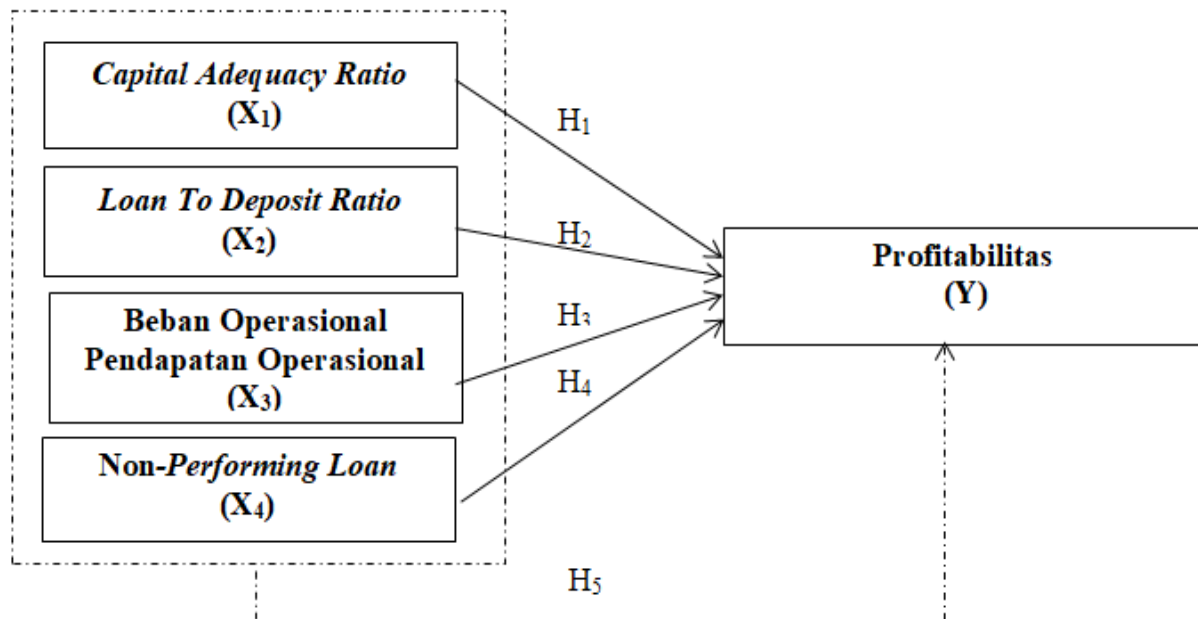 Capital Adequacy Ratio
(X₁)
H₁
Loan To Deposit Ratio
(X₂)
H₂
Profitabilitas
(Y)
Beban Operasional
Pendapatan Operasional
(X₃)
H₃
H₄
Non-Performing Loan
(X₄)
H₅